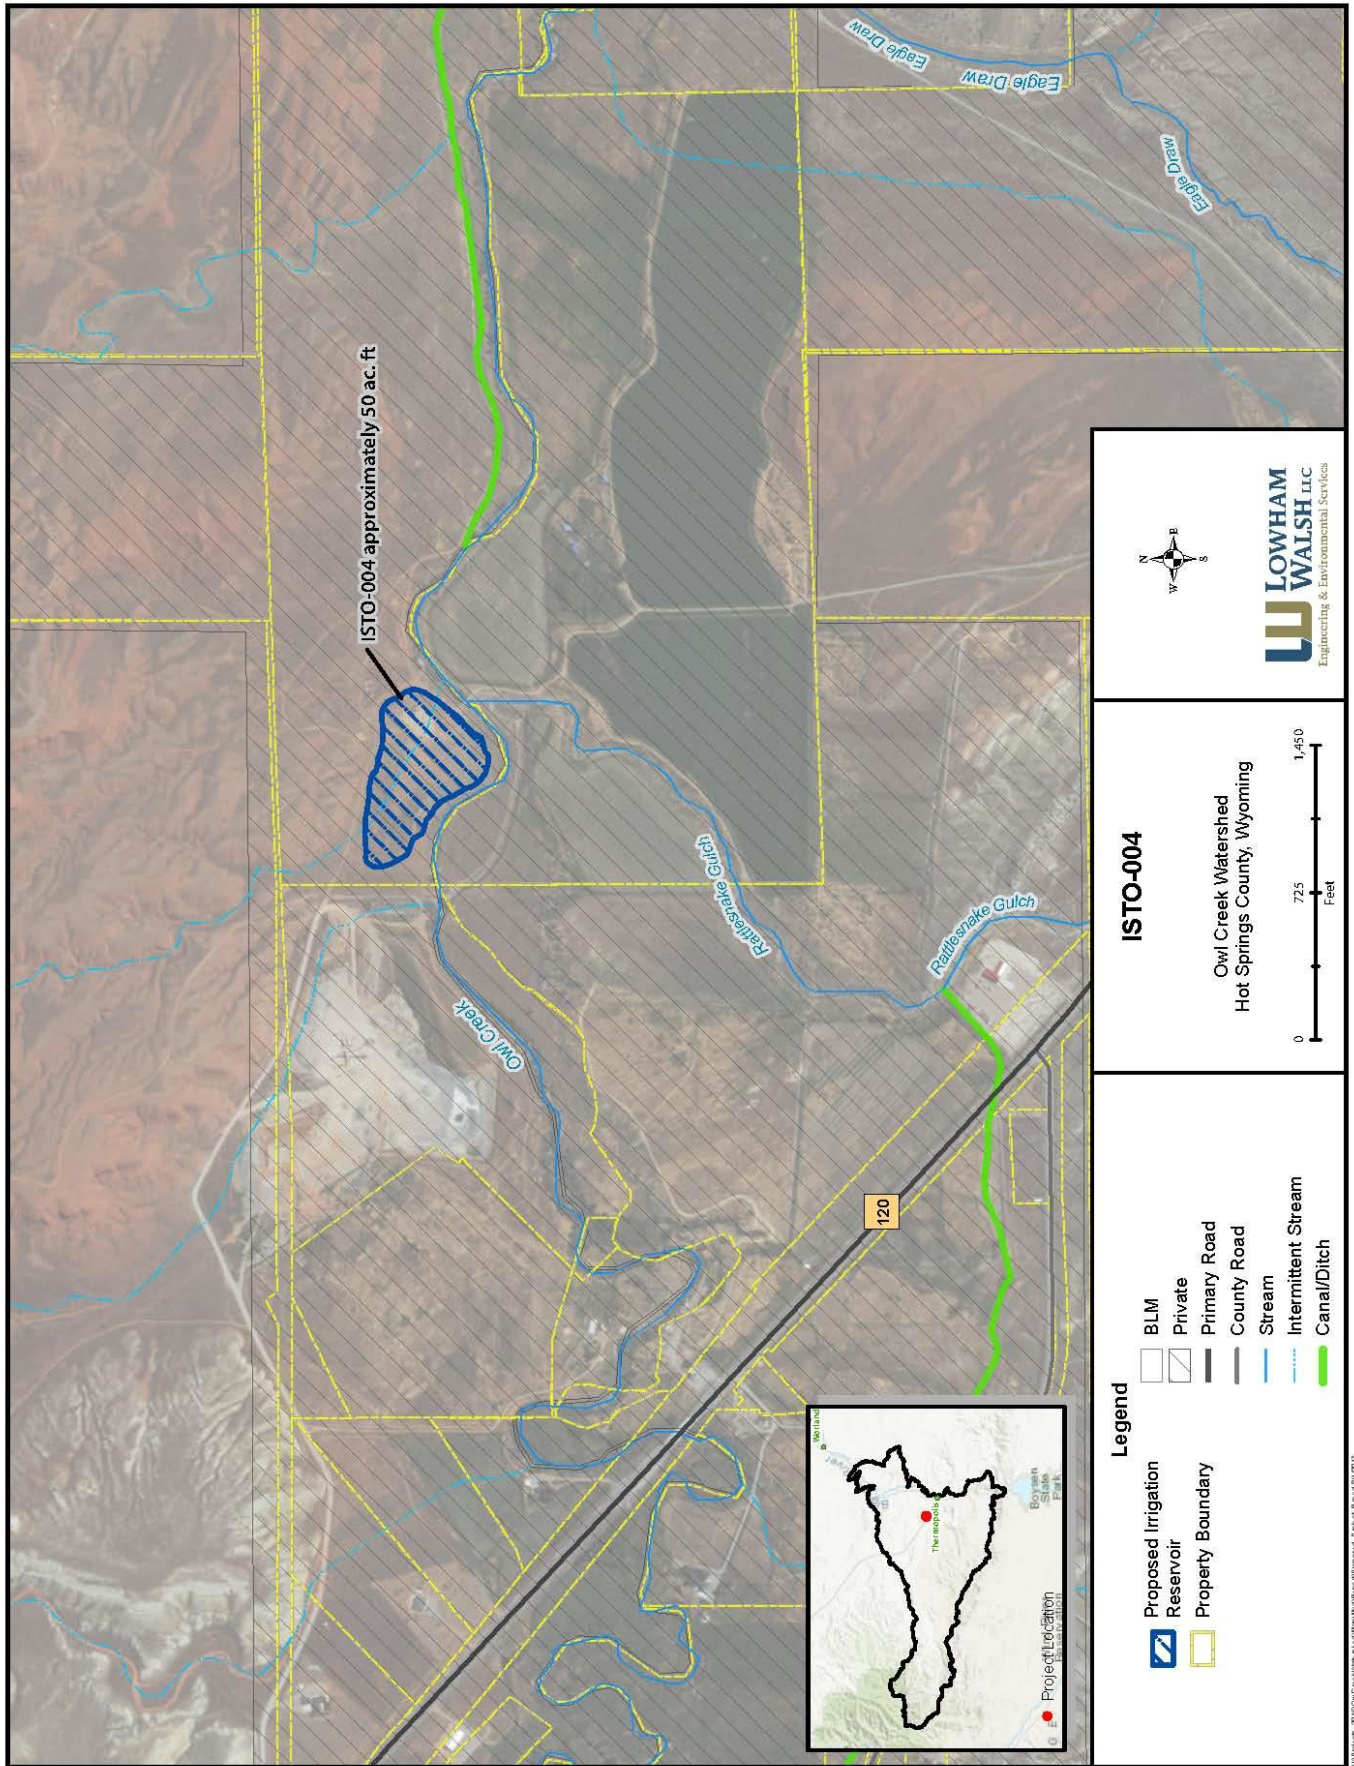 Eagle Draw
Eagle Draw
Eagle Draw
ISTO-004 approximately 50 ac. ft
Owl Creek
Rattlesnake Gulch
Rattlesnake Gulch
120
Worland
Thermopolis
Boysen
State
Park
Project Location
Legend
Proposed Irrigation
Reservoir
Property Boundary
BLM
Private
Primary Road
County Road
Stream
Intermittent Stream
Canal/Ditch
ISTO-004
Owl Creek Watershed
Hot Springs County, Wyoming
0 725 1,450
Feet
N
W E
S
LOWHAM
WALSH LLC
Engineering & Environmental Services